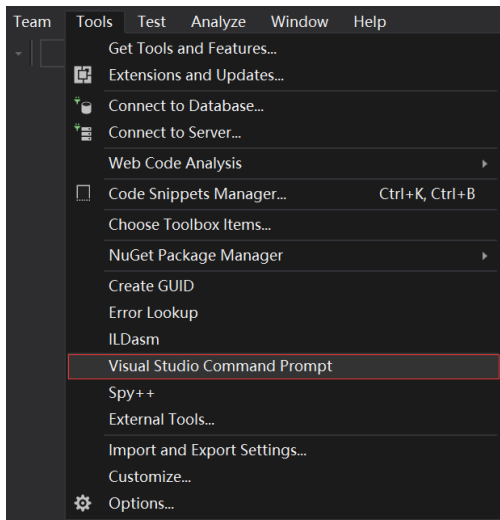 Team Tools Test Analyze Window Help
Get Tools and Features...
Extensions and Updates...
Connect to Database...
Connect to Server...
Web Code Analysis
Code Snippets Manager... Ctrl+K, Ctrl+B
Choose Toolbox Items...
NuGet Package Manager
Create GUID
Error Lookup
ILDasm
Visual Studio Command Prompt
Spy++
External Tools...
Import and Export Settings...
Customize...
Options...